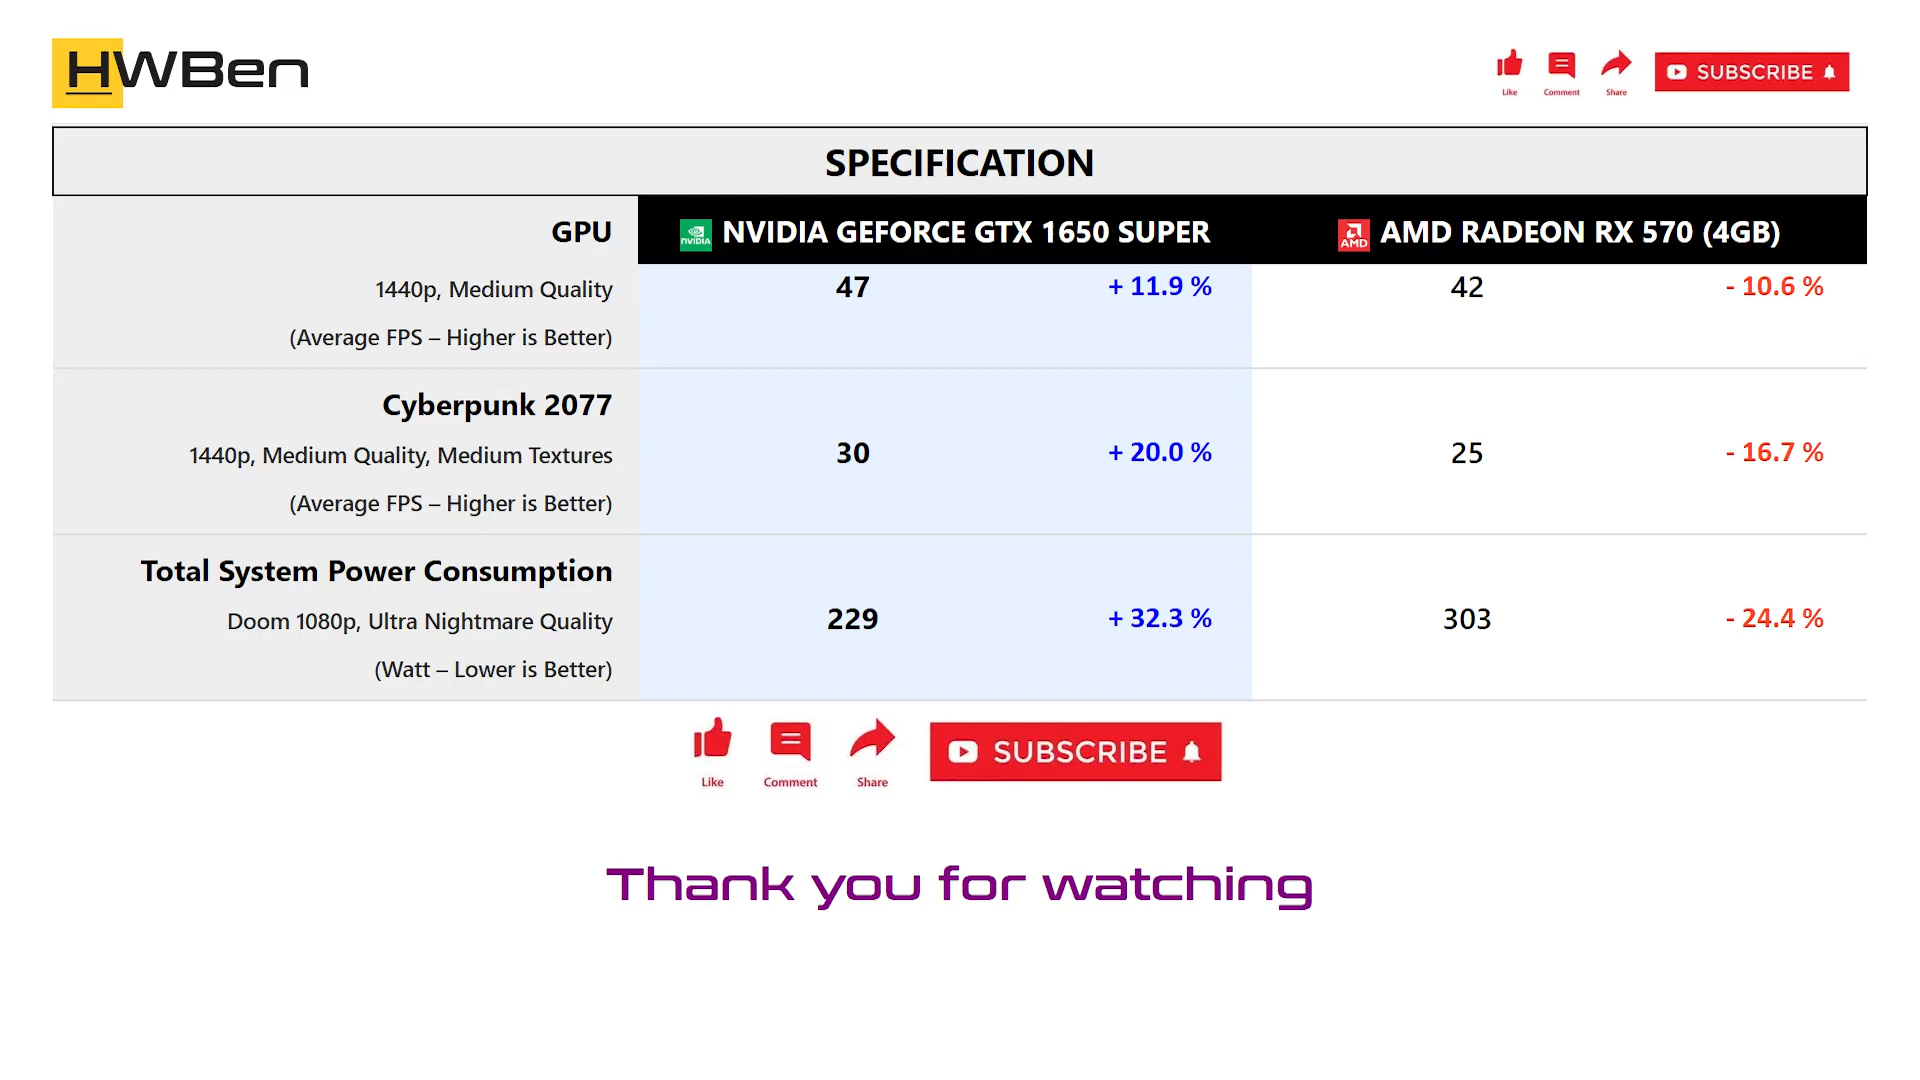 HWBen
Like
Comment
Share
SUBSCRIBE
SPECIFICATION
GPU
NVIDIA
NVIDIA GEFORCE GTX 1650 SUPER
AMD
AMD RADEON RX 570 (4GB)
1440p, Medium Quality
(Average FPS – Higher is Better)
47
+ 11.9 %
42
- 10.6 %
Cyberpunk 2077
1440p, Medium Quality, Medium Textures
(Average FPS – Higher is Better)
30
+ 20.0 %
25
- 16.7 %
Total System Power Consumption
Doom 1080p, Ultra Nightmare Quality
(Watt – Lower is Better)
229
+ 32.3 %
303
- 24.4 %
Like
Comment
Share
SUBSCRIBE
Thank you for watching